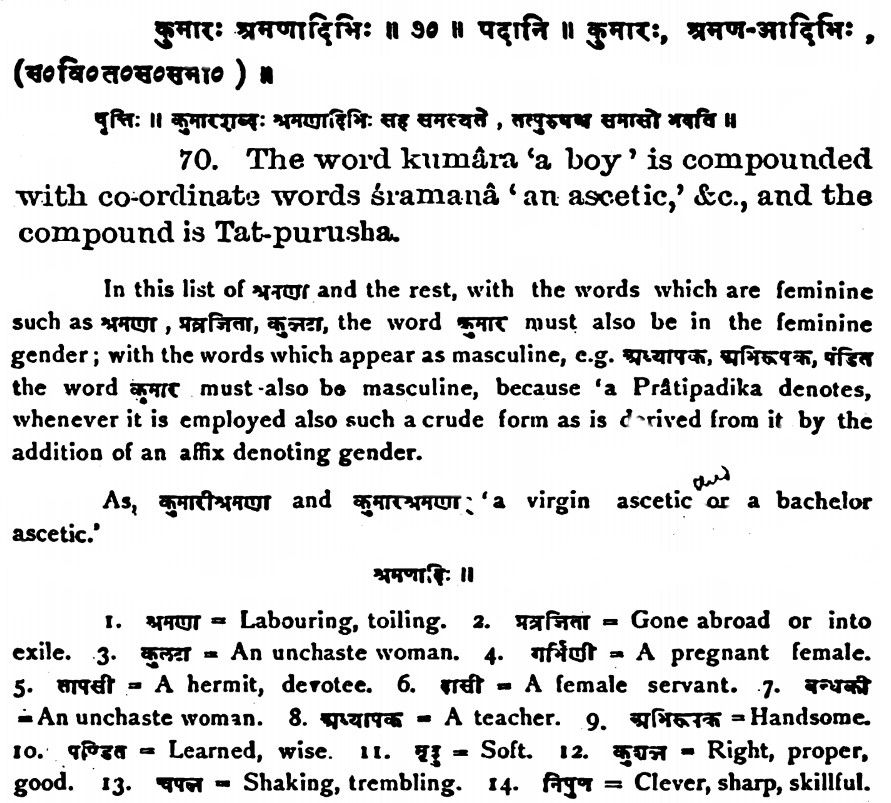 कुमारः श्रमणादिभिः ॥ ७० ॥ पदानि ॥ कुमारः, श्रमण-आदिभिः,
(स०वि०त०स०समा०) ॥
वृत्तिः ॥ कुमारशब्दः श्रमणादिभिः सह समस्यते, तत्पुरुषश्च समासो भवति ॥
70. The word kumâra 'a boy' is compounded
with co-ordinate words śramanâ 'an ascetic,' &c., and the
compound is Tat-purusha.
In this list of श्रमणा and the rest, with the words which are feminine
such as श्रमणा, प्रव्रजिता, कुलटा, the word कुमार must also be in the feminine
gender; with the words which appear as masculine, e.g. अध्यापक, अभिरूपक, पंडित
the word कुमार must also be masculine, because 'a Prâtipadika denotes,
whenever it is employed also such a crude form as is derived from it by the
addition of an affix denoting gender.
and
As, कुमारीश्रमणा and कुमारश्रमणा; 'a virgin ascetic or a bachelor
ascetic.'
श्रमणादिः ॥
1. श्रमणा = Labouring, toiling. 2. प्रव्रजिता = Gone abroad or into
exile. 3. कुलटा = An unchaste woman. 4. गर्भिणी = A pregnant female.
5. तापसी = A hermit, devotee. 6. दासी = A female servant. 7. बन्धकी
= An unchaste woman. 8. अध्यापक = A teacher. 9. अभिरूपक = Handsome.
10. पण्डित = Learned, wise. 11. मृदु = Soft. 12. कुशल = Right, proper,
good. 13. चपल = Shaking, trembling. 14. निपुण = Clever, sharp, skillful.